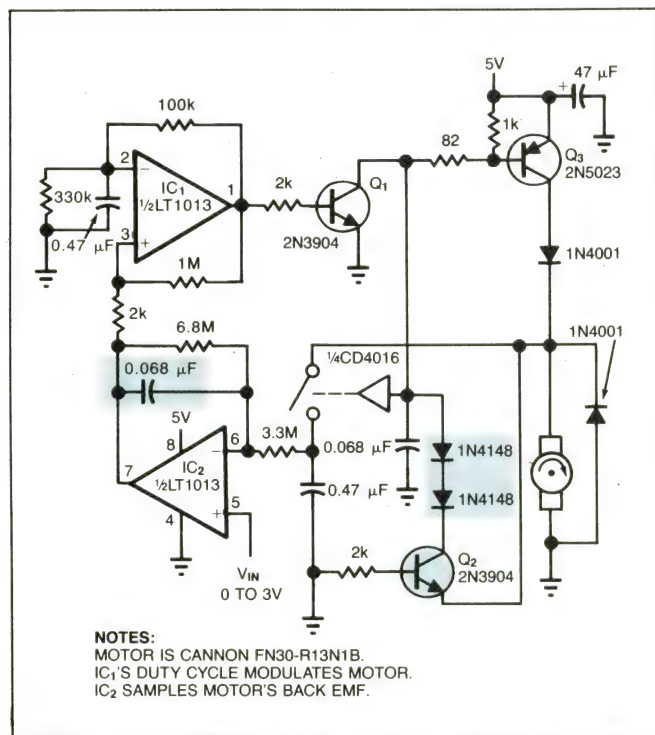 5V
47 µF
+
100k
1k
82
Q3
2N5023
2
−
330k
IC1
½LT1013
1
2k
Q1
0.47 µF
3
+
2N3904
1N4001
1M
2k
6.8M
1N4001
¼CD4016
0.068 µF
5V
8
6
−
3.3M
0.068 µF
1N4148
7
IC2
½LT1013
0.47 µF
1N4148
4
+
5
2k
Q2
2N3904
VIN
0 TO 3V
NOTES:
MOTOR IS CANNON FN30-R13N1B.
IC1'S DUTY CYCLE MODULATES MOTOR.
IC2 SAMPLES MOTOR'S BACK EMF.